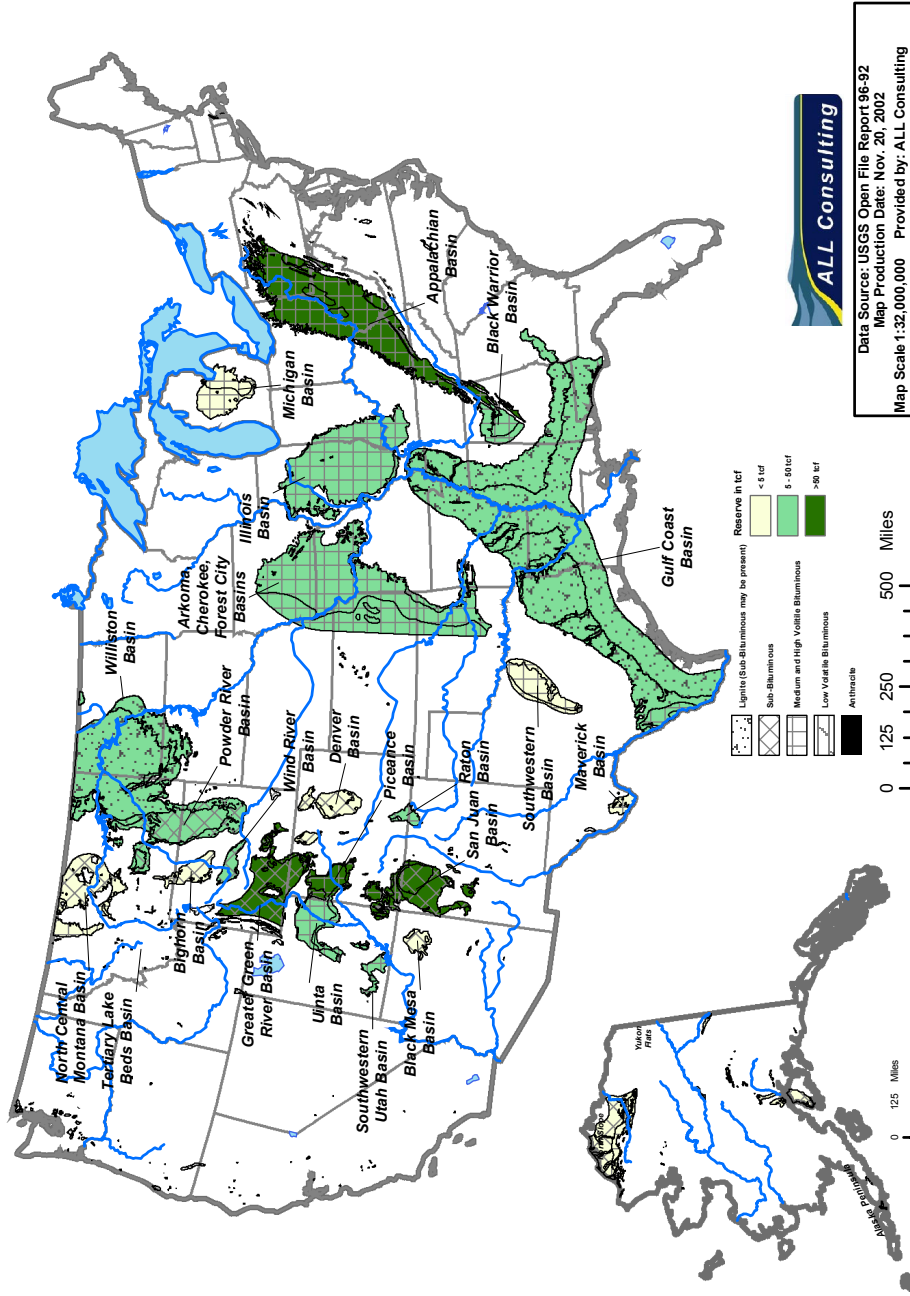 North Central
Montana Basin
Tertiary Lake
Beds Basin
Bighorn
Basin
Greater Green
River Basin
Uinta
Basin
Southwestern
Utah Basin
Black Mesa
Basin
Williston
Basin
Powder River
Basin
Wind River
Basin
Denver
Basin
Piceance
Basin
Raton
Basin
San Juan
Basin
Southwestern
Basin
Maverick
Basin
Arkoma
Cherokee,
Forest City
Basins
Illinois
Basin
Michigan
Basin
Appalachian
Basin
Black Warrior
Basin
Gulf Coast
Basin
Yukon
Flats
Alaska Peninsula
0 125 Miles
Lignite (Sub-Bituminous may be present)
Sub-Bituminous
Medium and High Volitile Bituminous
Low Volatile Bituminous
Anthracite
Reserve in tcf
< 5 tcf
5 - 50 tcf
>50 tcf
0 125 250 500 Miles
ALL Consulting
Data Source: USGS Open File Report 96-92
Map Production Date: Nov. 20, 2002
Map Scale 1:32,000,000 Provided by: ALL Consulting